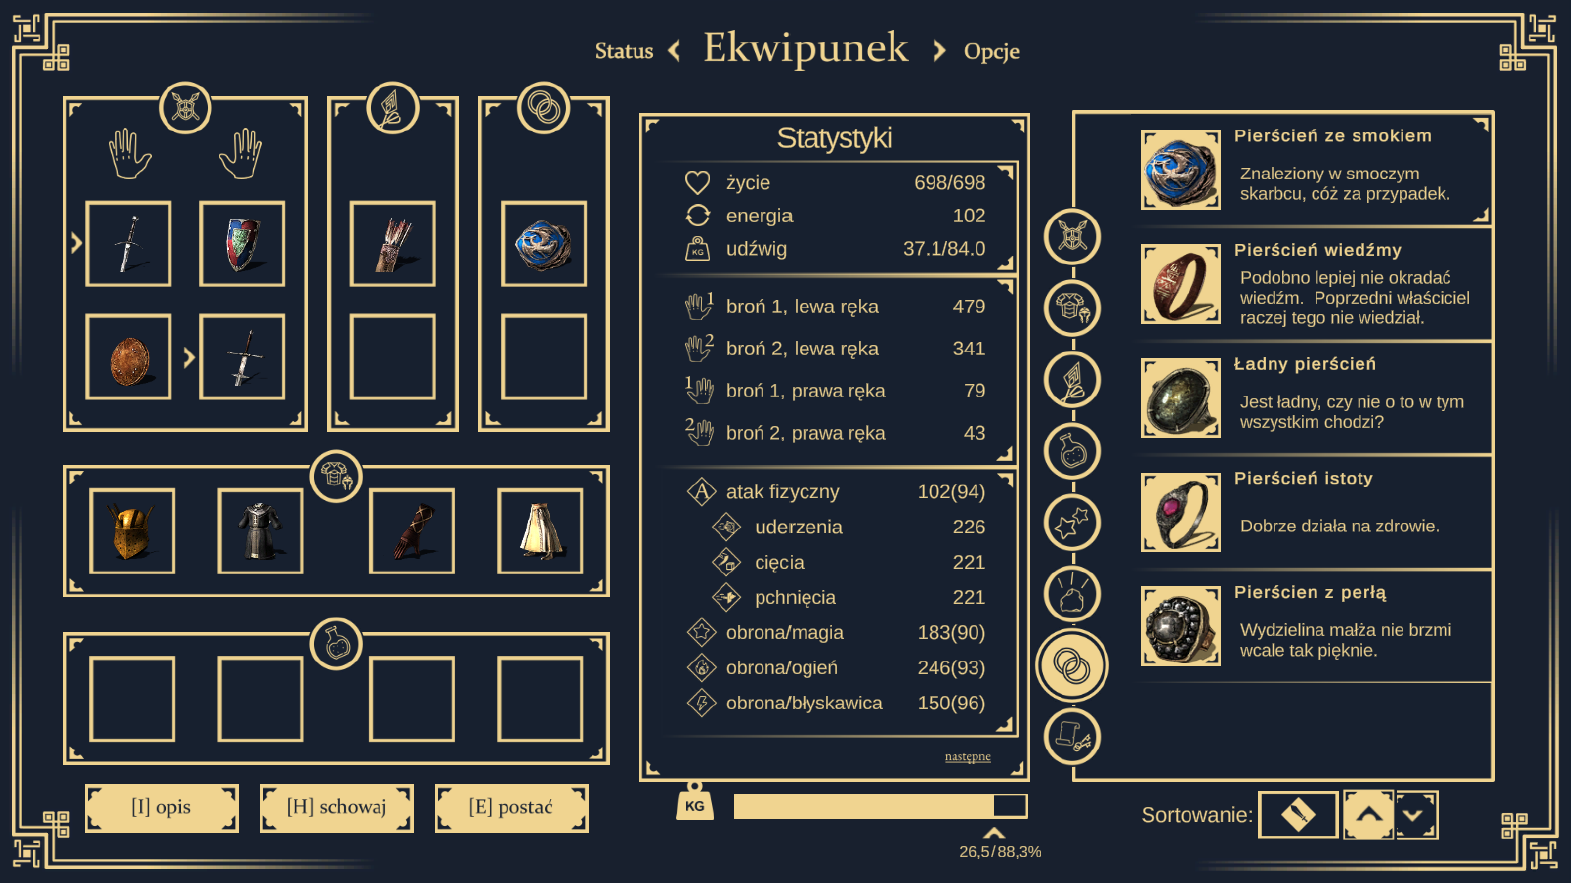 Status
Ekwipunek
Opcje
Statystyki
życie 698/698
energia 102
KG udźwig 37.1/84.0
1 broń 1, lewa ręka 479
2 broń 2, lewa ręka 341
1 broń 1, prawa ręka 79
2 broń 2, prawa ręka 43
A atak fizyczny 102(94)
uderzenia 226
cięcia 221
pchnięcia 221
obrona/magia 183(90)
obrona/ogień 246(93)
obrona/błyskawica 150(96)
następne
Pierścień ze smokiem
Znaleziony w smoczym
skarbcu, cóż za przypadek.
Pierścień wiedźmy
Podobno lepiej nie okradać
wiedźm. Poprzedni właściciel
raczej tego nie wiedział.
Ładny pierścień
Jest ładny, czy nie o to w tym
wszystkim chodzi?
Pierścień istoty
Dobrze działa na zdrowie.
Pierścien z perłą
Wydzielina małża nie brzmi
wcale tak pięknie.
[I] opis
[H] schowaj
[E] postać
KG
26,5/88,3%
Sortowanie: